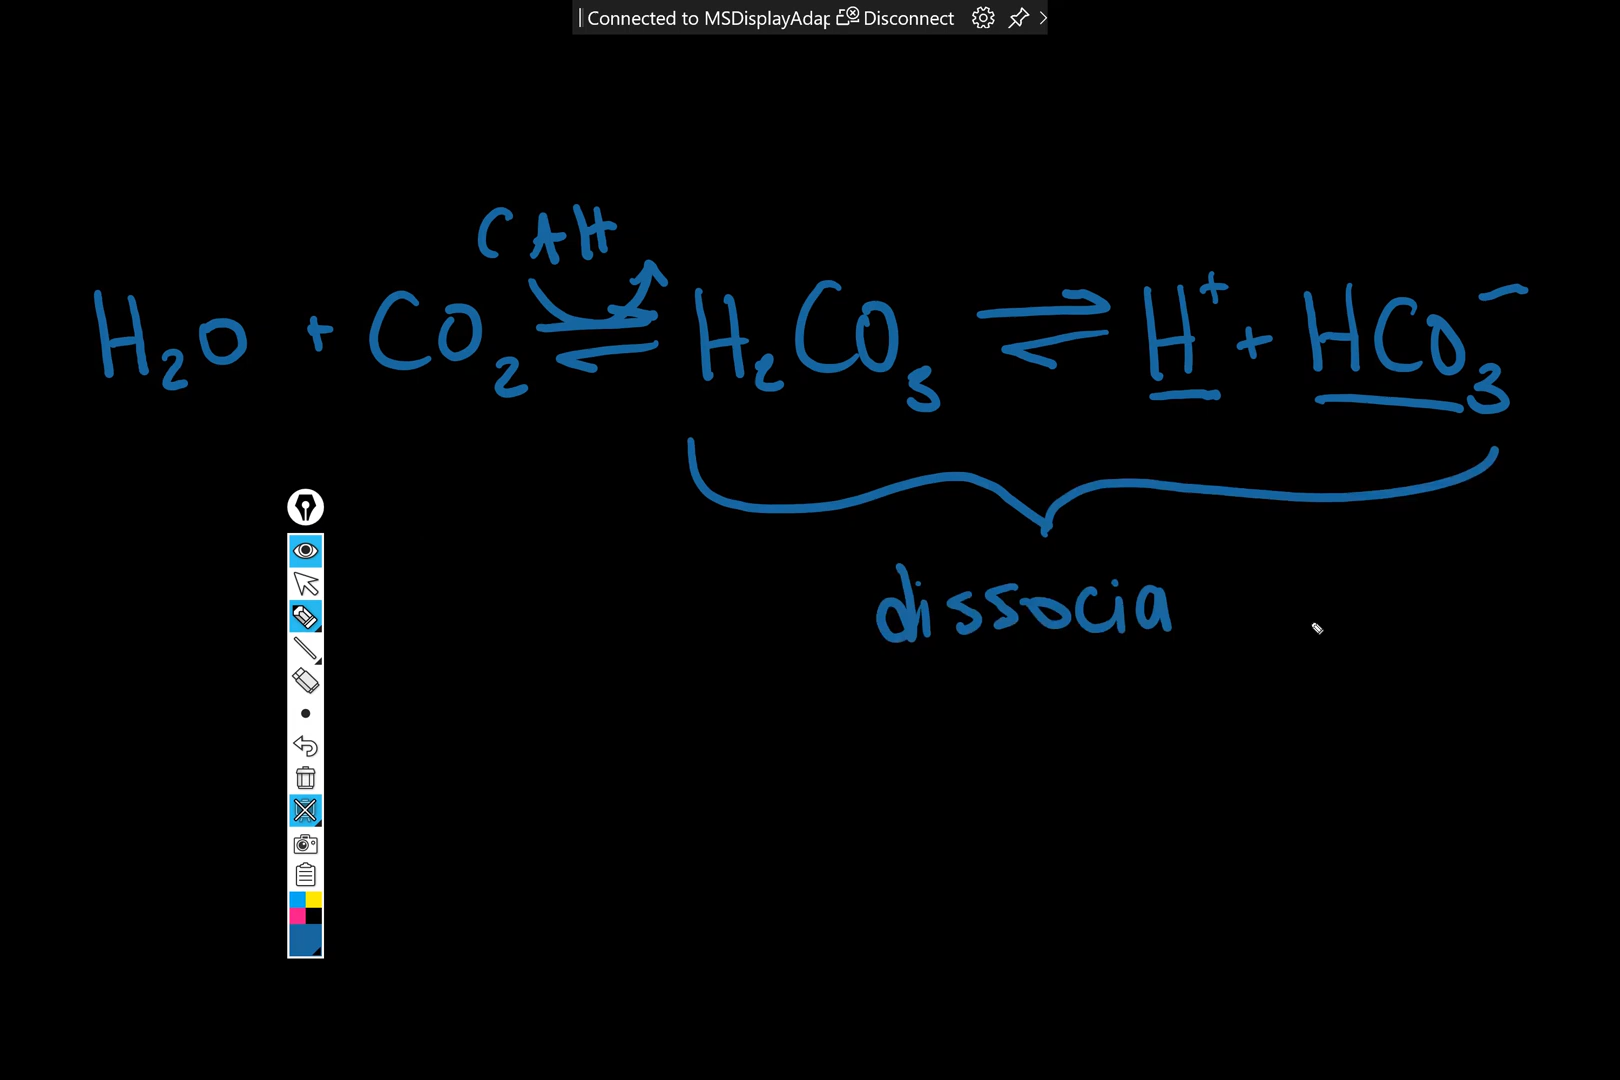 Connected to MSDisplayAdap Disconnect
CAH
H₂O + CO₂ ⇌ H₂CO₃ ⇌ H⁺ + HCO₃⁻
dissocia